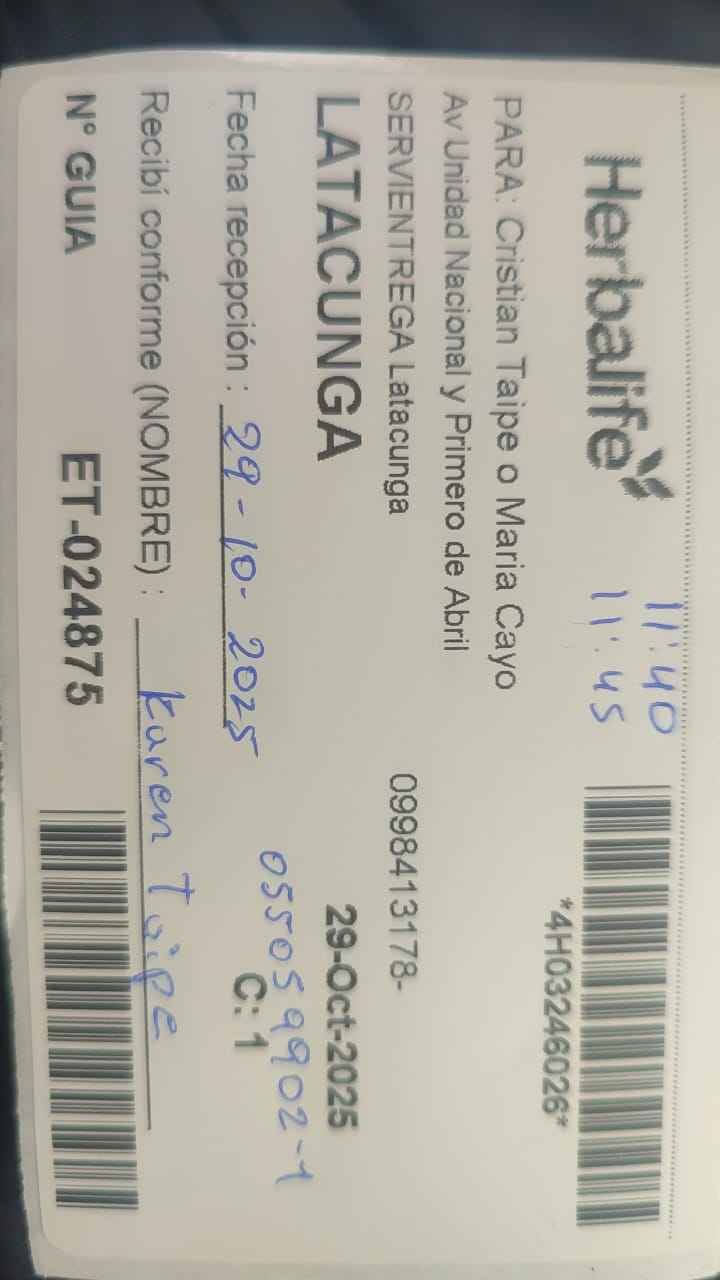 Herbalife
11:40
11:45
*4H03246026*
PARA: Cristian Taipe o Maria Cayo
Av Unidad Nacional y Primero de Abril
SERVIENTREGA Latacunga 0998413178-
LATACUNGA 29-Oct-2025
055059902-1
Fecha recepción : 29-10-2025 C: 1
Recibí conforme (NOMBRE) : Karen Taipe
N° GUIA ET-024875